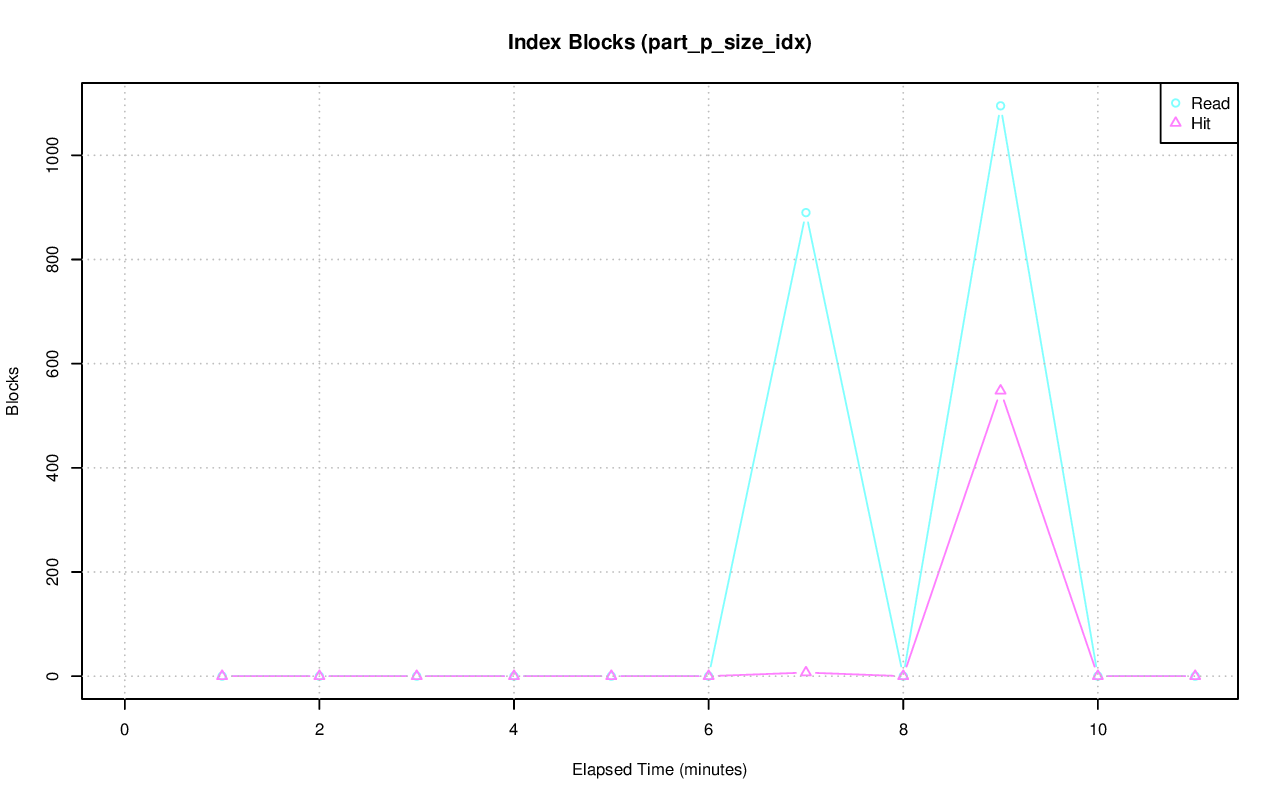 Index Blocks (part_p_size_idx)
Read
Hit
Blocks
1000
800
600
400
200
0
0 2 4 6 8 10
Elapsed Time (minutes)